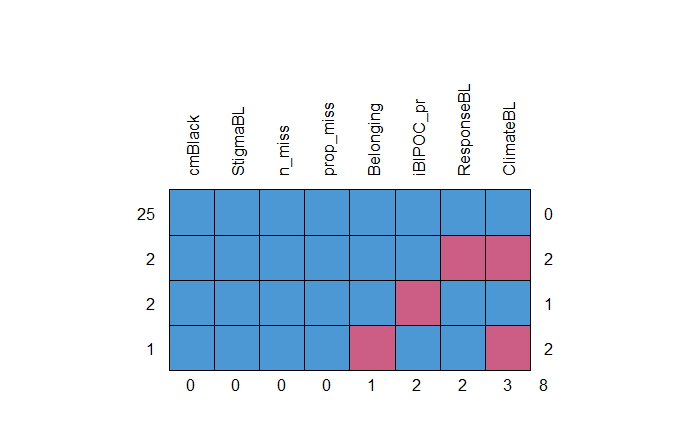 cmBlack StigmaBL n_miss prop_miss Belonging iBIPOC_pr ResponseBL ClimateBL
25 0
2 2
2 1
1 2
0 0 0 0 1 2 2 3 8